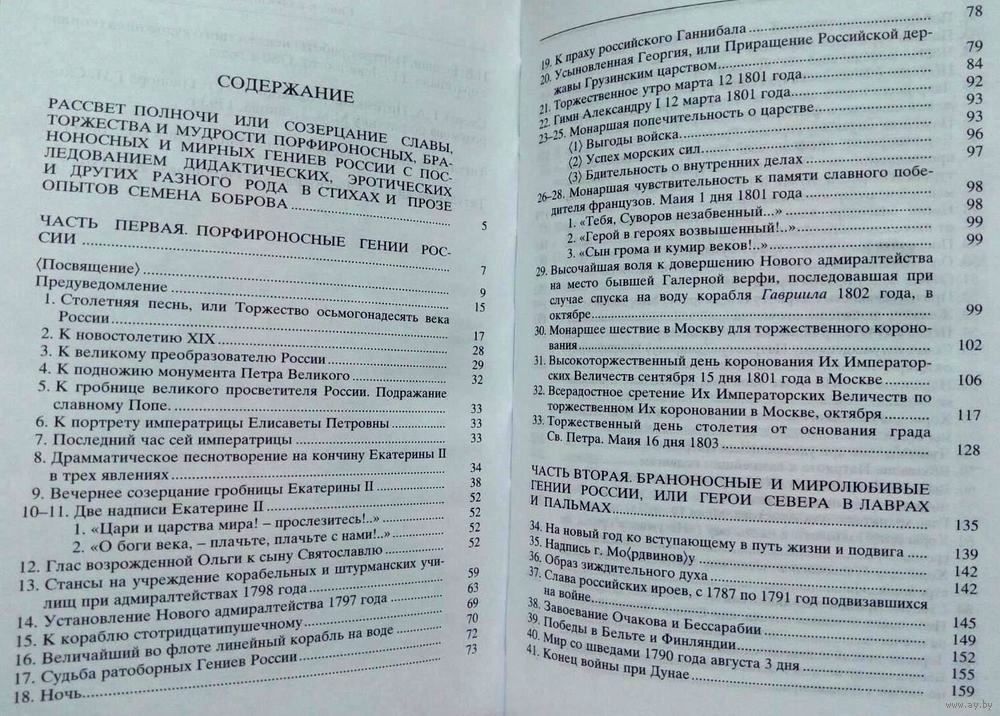 СОДЕРЖАНИЕ
РАССВЕТ ПОЛНОЧИ ИЛИ СОЗЕРЦАНИЕ СЛАВЫ,
ТОРЖЕСТВА И МУДРОСТИ ПОРФИРОНОСНЫХ, БРА-
НОНОСНЫХ И МИРНЫХ ГЕНИЕВ РОССИИ С ПОС-
ЛЕДОВАНИЕМ ДИДАКТИЧЕСКИХ, ЭРОТИЧЕСКИХ
И ДРУГИХ РАЗНОГО РОДА В СТИХАХ И ПРОЗЕ
ОПЫТОВ СЕМЕНА БОБРОВА 5
ЧАСТЬ ПЕРВАЯ. ПОРФИРОНОСНЫЕ ГЕНИИ РОС-
СИИ 7
⟨Посвящение⟩ 9
Предуведомление 15
1. Столетняя песнь, или Торжество осьмогонадесять века
России 17
2. К новостолетию XIX 28
3. К великому преобразователю России 29
4. К подножию монумента Петра Великого 32
5. К гробнице великого просветителя России. Подражание
славному Попе. 33
6. К портрету императрицы Елисаветы Петровны 33
7. Последний час сей императрицы 33
8. Драматическое песнотворение на кончину Екатерины II
в трех явлениях 34
9. Вечернее созерцание гробницы Екатерины II 38
10–11. Две надписи Екатерине II 52
1. «Цари и царства мира! – прослезитесь!..» 52
2. «О боги века, – плачьте, плачьте с нами!..» 52
12. Глас возрожденной Ольги к сыну Святославлю 52
13. Стансы на учреждение корабельных и штурманских учи-
лищ при адмиралтействах 1798 года 59
14. Установление Нового адмиралтейства 1797 года 63
15. К кораблю стотридцатипушечному 69
16. Величайший во флоте линейный корабль на воде 70
17. Судьба ратоборных Гениев России 72
18. Ночь 73
19. К праху российского Ганнибала 78
20. Усыновленная Георгия, или Приращение Российской дер-
жавы Грузинским царством 79
21. Торжественное утро марта 12 1801 года 84
22. Гимн Александру I 12 марта 1801 года 92
23–25. Монаршая попечительность о царстве 93
⟨1⟩ Выгоды войска 93
⟨2⟩ Успех морских сил 96
⟨3⟩ Бдительность о внутренних делах 97
26–28. Монаршая чувствительность к памяти славного побе-
дителя французов. Маия 1 дня 1801 года 98
1. «Тебя, Суворов незабвенный...» 98
2. «Герой в героях возвышенный!..» 99
3. «Сын грома и кумир веков!..» 99
29. Высочайшая воля к довершению Нового адмиралтейства
на место бывшей Галерной верфи, последовавшая при
случае спуска на воду корабля Гавриила 1802 года, в
октябре 99
30. Монаршее шествие в Москву для торжественного короно-
вания 102
31. Высокоторжественный день коронования Их Император-
ских Величеств сентября 15 дня 1801 года в Москве 106
32. Всерадостное сретение Их Императорских Величеств по
торжественном Их короновании в Москве, октября 117
33. Торжественный день столетия от основания града
Св. Петра. Маия 16 дня 1803 128
ЧАСТЬ ВТОРАЯ. БРАНОНОСНЫЕ И МИРОЛЮБИВЫЕ
ГЕНИИ РОССИИ, ИЛИ ГЕРОИ СЕВЕРА В ЛАВРАХ
И ПАЛЬМАХ 135
34. На новый год ко вступающему в путь жизни и подвига 139
35. Надпись г. Мо(рдвинов)у 142
36. Образ зиждительного духа 142
37. Слава российских ироев, с 1787 по 1791 год подвизавшихся
на войне 145
38. Завоевание Очакова и Бессарабии 149
39. Победы в Бельте и Финляндии 152
40. Мир со шведами 1790 года августа 3 дня 155
41. Конец войны при Дунае 159
www.ay.by